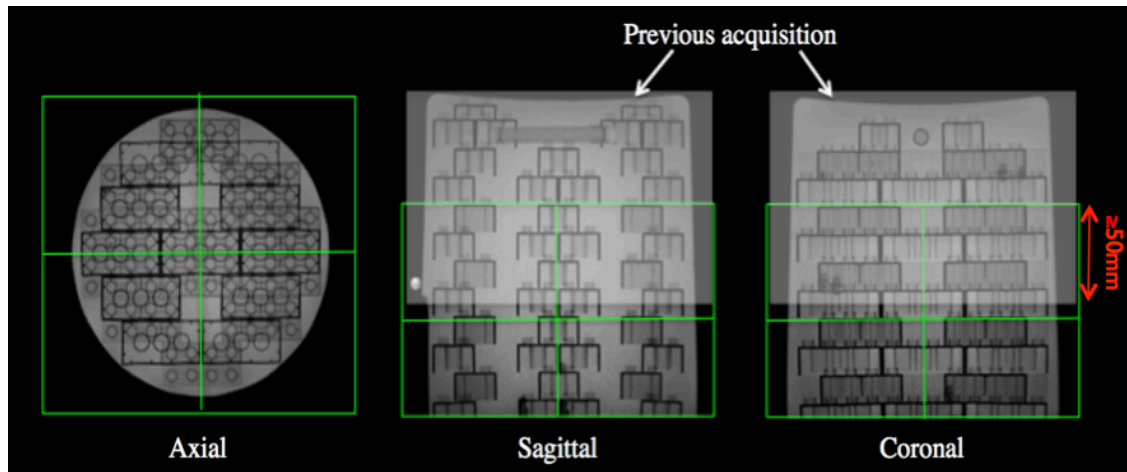 Previous acquisition
≥50mm
Axial
Sagittal
Coronal